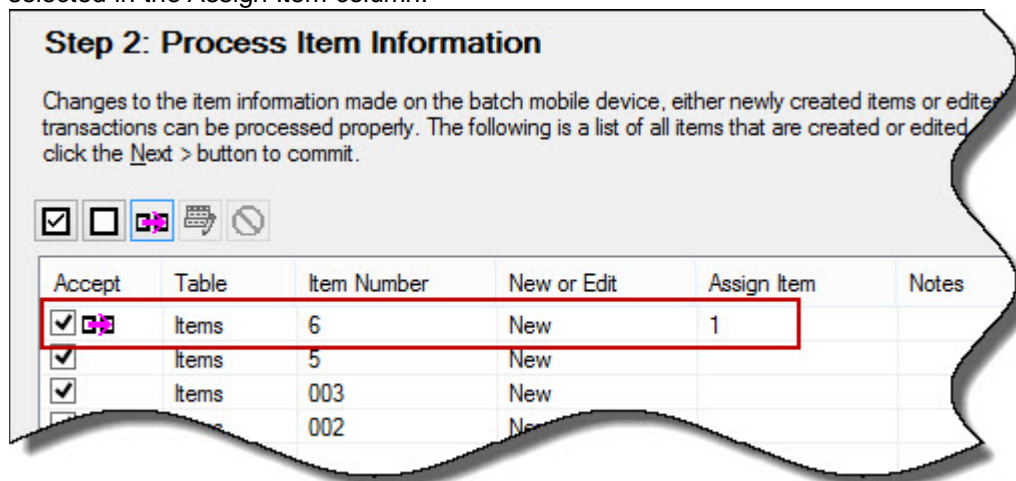 selected in the Assign Item column.
Step 2: Process Item Information
Changes to the item information made on the batch mobile device, either newly created items or edited
transactions can be processed properly. The following is a list of all items that are created or edited
click the Next > button to commit.
Accept Table Item Number New or Edit Assign Item Notes
Items 6 New 1
Items 5 New
Items 003 New
002